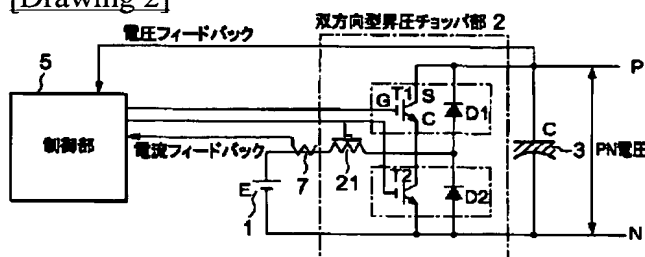 [Drawing 2]
双方向型昇圧チョッパ部 2
電圧フィードバック
5
制御部
電流フィードバック
G
T1
S
C
D1
P
C
3
PN電圧
E
1
7
21
T2
D2
N